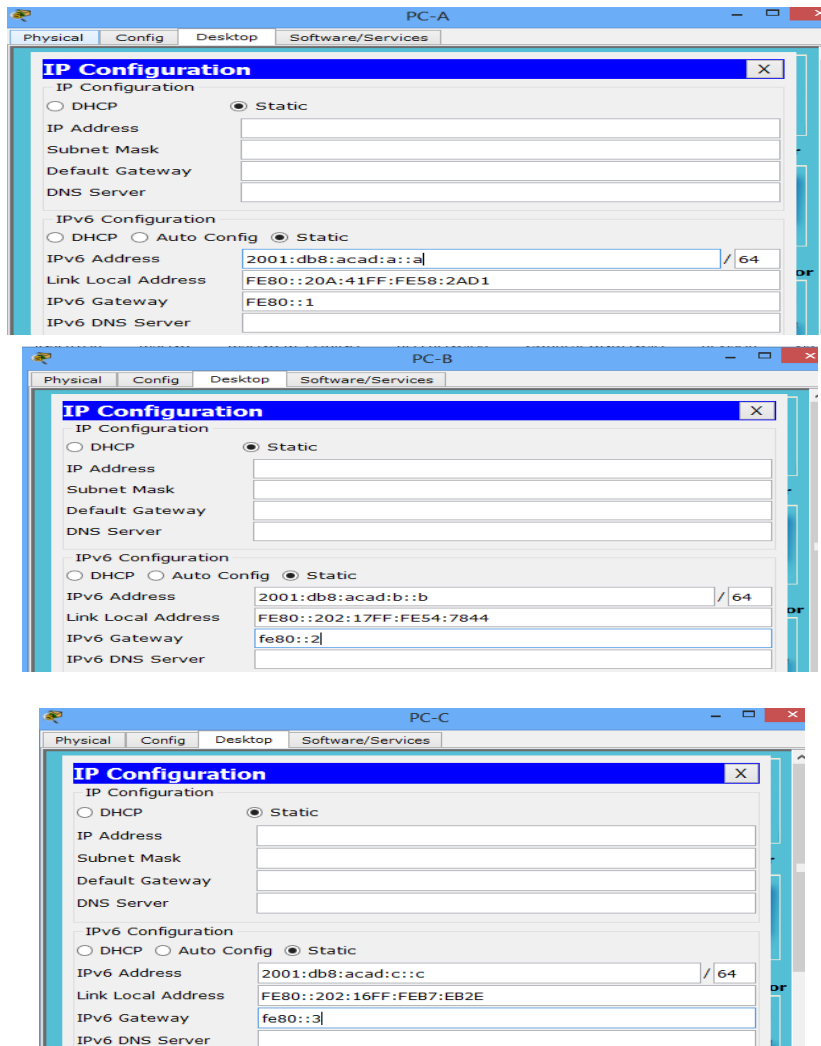 PC-A
Physical Config Desktop Software/Services
IP Configuration X
IP Configuration
DHCP Static
IP Address
Subnet Mask
Default Gateway
DNS Server
IPv6 Configuration
DHCP Auto Config Static
IPv6 Address 2001:db8:acad:a::a / 64
Link Local Address FE80::20A:41FF:FE58:2AD1
IPv6 Gateway FE80::1
IPv6 DNS Server
PC-B
Physical Config Desktop Software/Services
IP Configuration X
IP Configuration
DHCP Static
IP Address
Subnet Mask
Default Gateway
DNS Server
IPv6 Configuration
DHCP Auto Config Static
IPv6 Address 2001:db8:acad:b::b / 64
Link Local Address FE80::202:17FF:FE54:7844
IPv6 Gateway fe80::2
IPv6 DNS Server
PC-C
Physical Config Desktop Software/Services
IP Configuration X
IP Configuration
DHCP Static
IP Address
Subnet Mask
Default Gateway
DNS Server
IPv6 Configuration
DHCP Auto Config Static
IPv6 Address 2001:db8:acad:c::c / 64
Link Local Address FE80::202:16FF:FEB7:EB2E
IPv6 Gateway fe80::3
IPv6 DNS Server